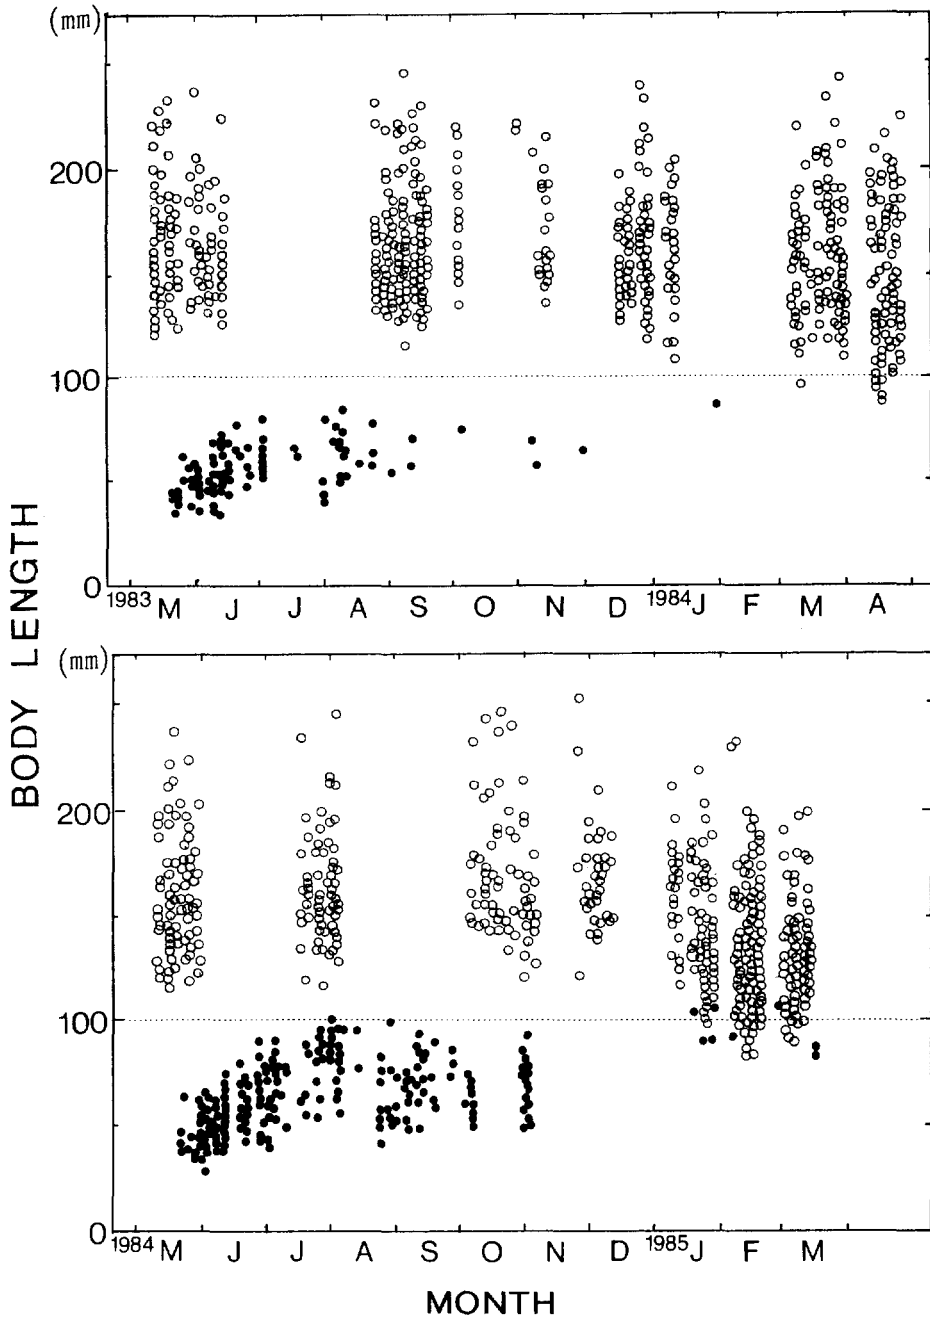 (mm)
200
100
0
1983 M J J A S O N D 1984 J F M A
BODY LENGTH
(mm)
200
100
0
1984 M J J A S O N D 1985 J F M
MONTH